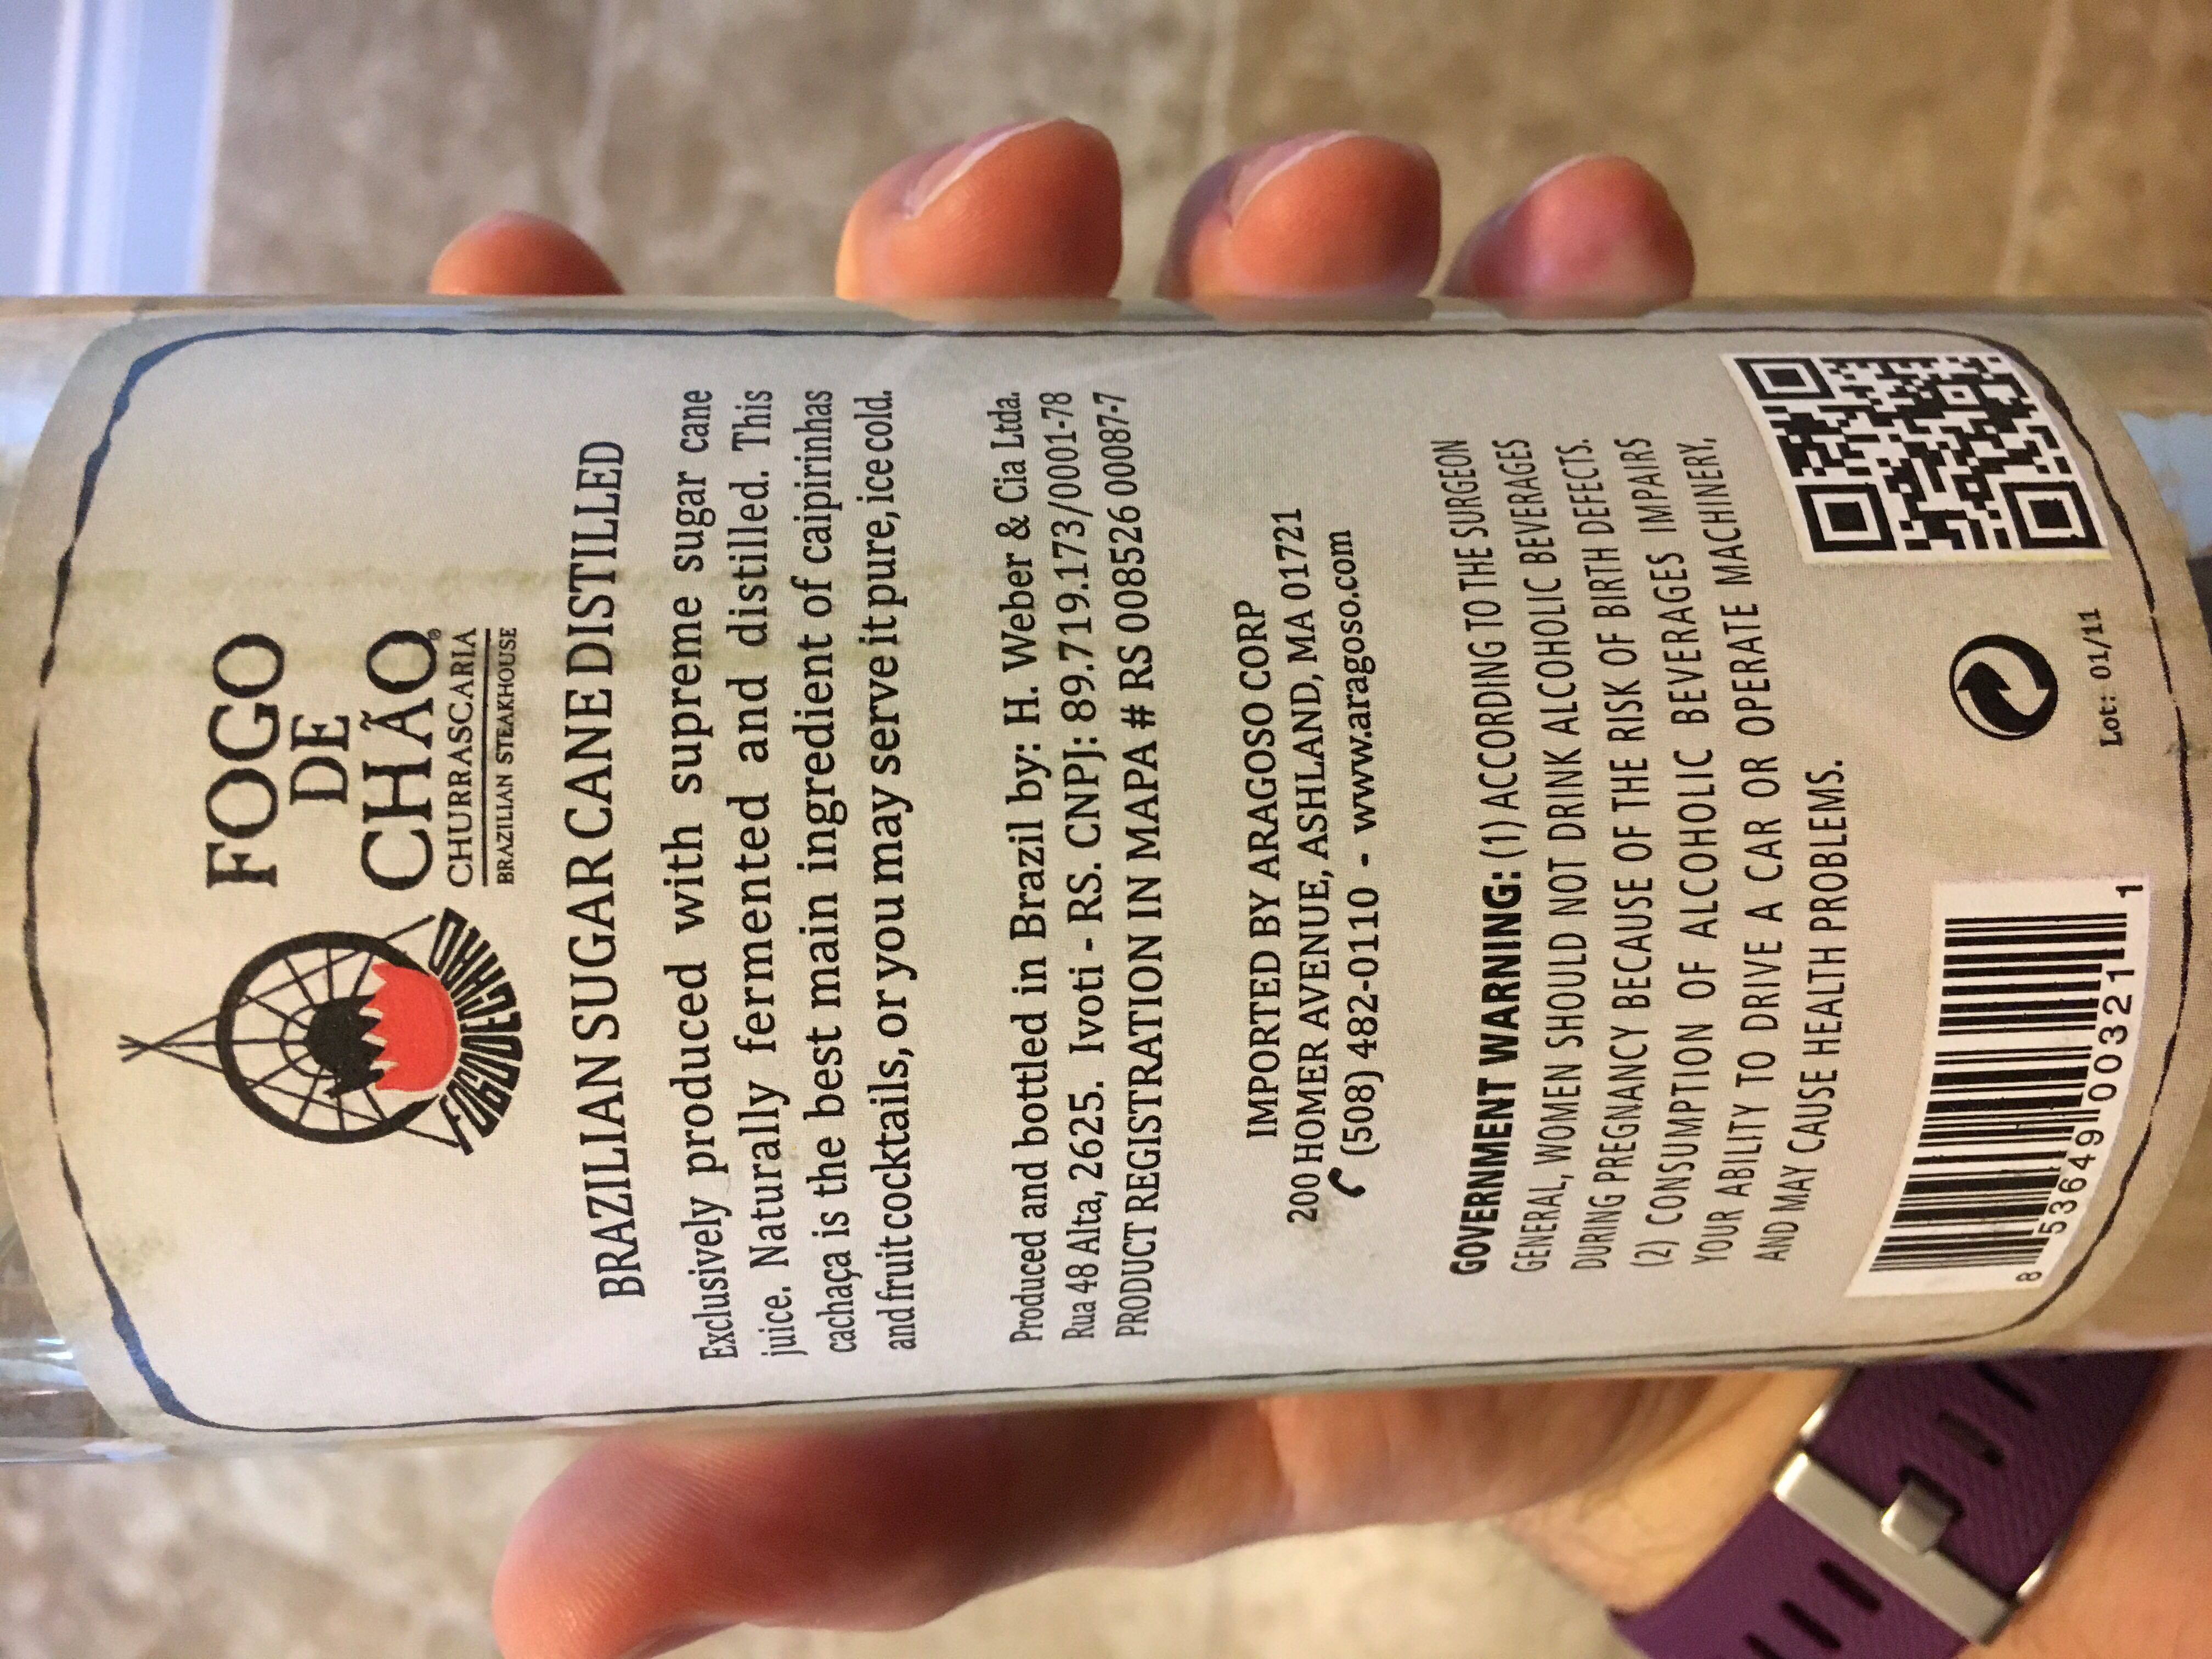 FOGO
DE
CHÃO®
CHURRASCARIA
BRAZILIAN STEAKHOUSE
FOGO DE CHÃO
BRAZILIAN SUGAR CANE DISTILLED
Exclusively produced with supreme sugar cane
juice. Naturally fermented and distilled. This
cachaça is the best main ingredient of caipirinhas
and fruit cocktails, or you may serve it pure, ice cold.
Produced and bottled in Brazil by: H. Weber & Cia Ltda.
Rua 48 Alta, 2625. Ivoti - RS. CNPJ: 89.719.173/0001-78
PRODUCT REGISTRATION IN MAPA # RS 008526 00087-7
IMPORTED BY ARAGOSO CORP
200 HOMER AVENUE, ASHLAND, MA 01721
(508) 482-0110 - www.aragoso.com
GOVERNMENT WARNING: (1) ACCORDING TO THE SURGEON
GENERAL, WOMEN SHOULD NOT DRINK ALCOHOLIC BEVERAGES
DURING PREGNANCY BECAUSE OF THE RISK OF BIRTH DEFECTS.
(2) CONSUMPTION OF ALCOHOLIC BEVERAGES IMPAIRS
YOUR ABILITY TO DRIVE A CAR OR OPERATE MACHINERY,
AND MAY CAUSE HEALTH PROBLEMS.
8 53649 00321 1
Lot: 01/11